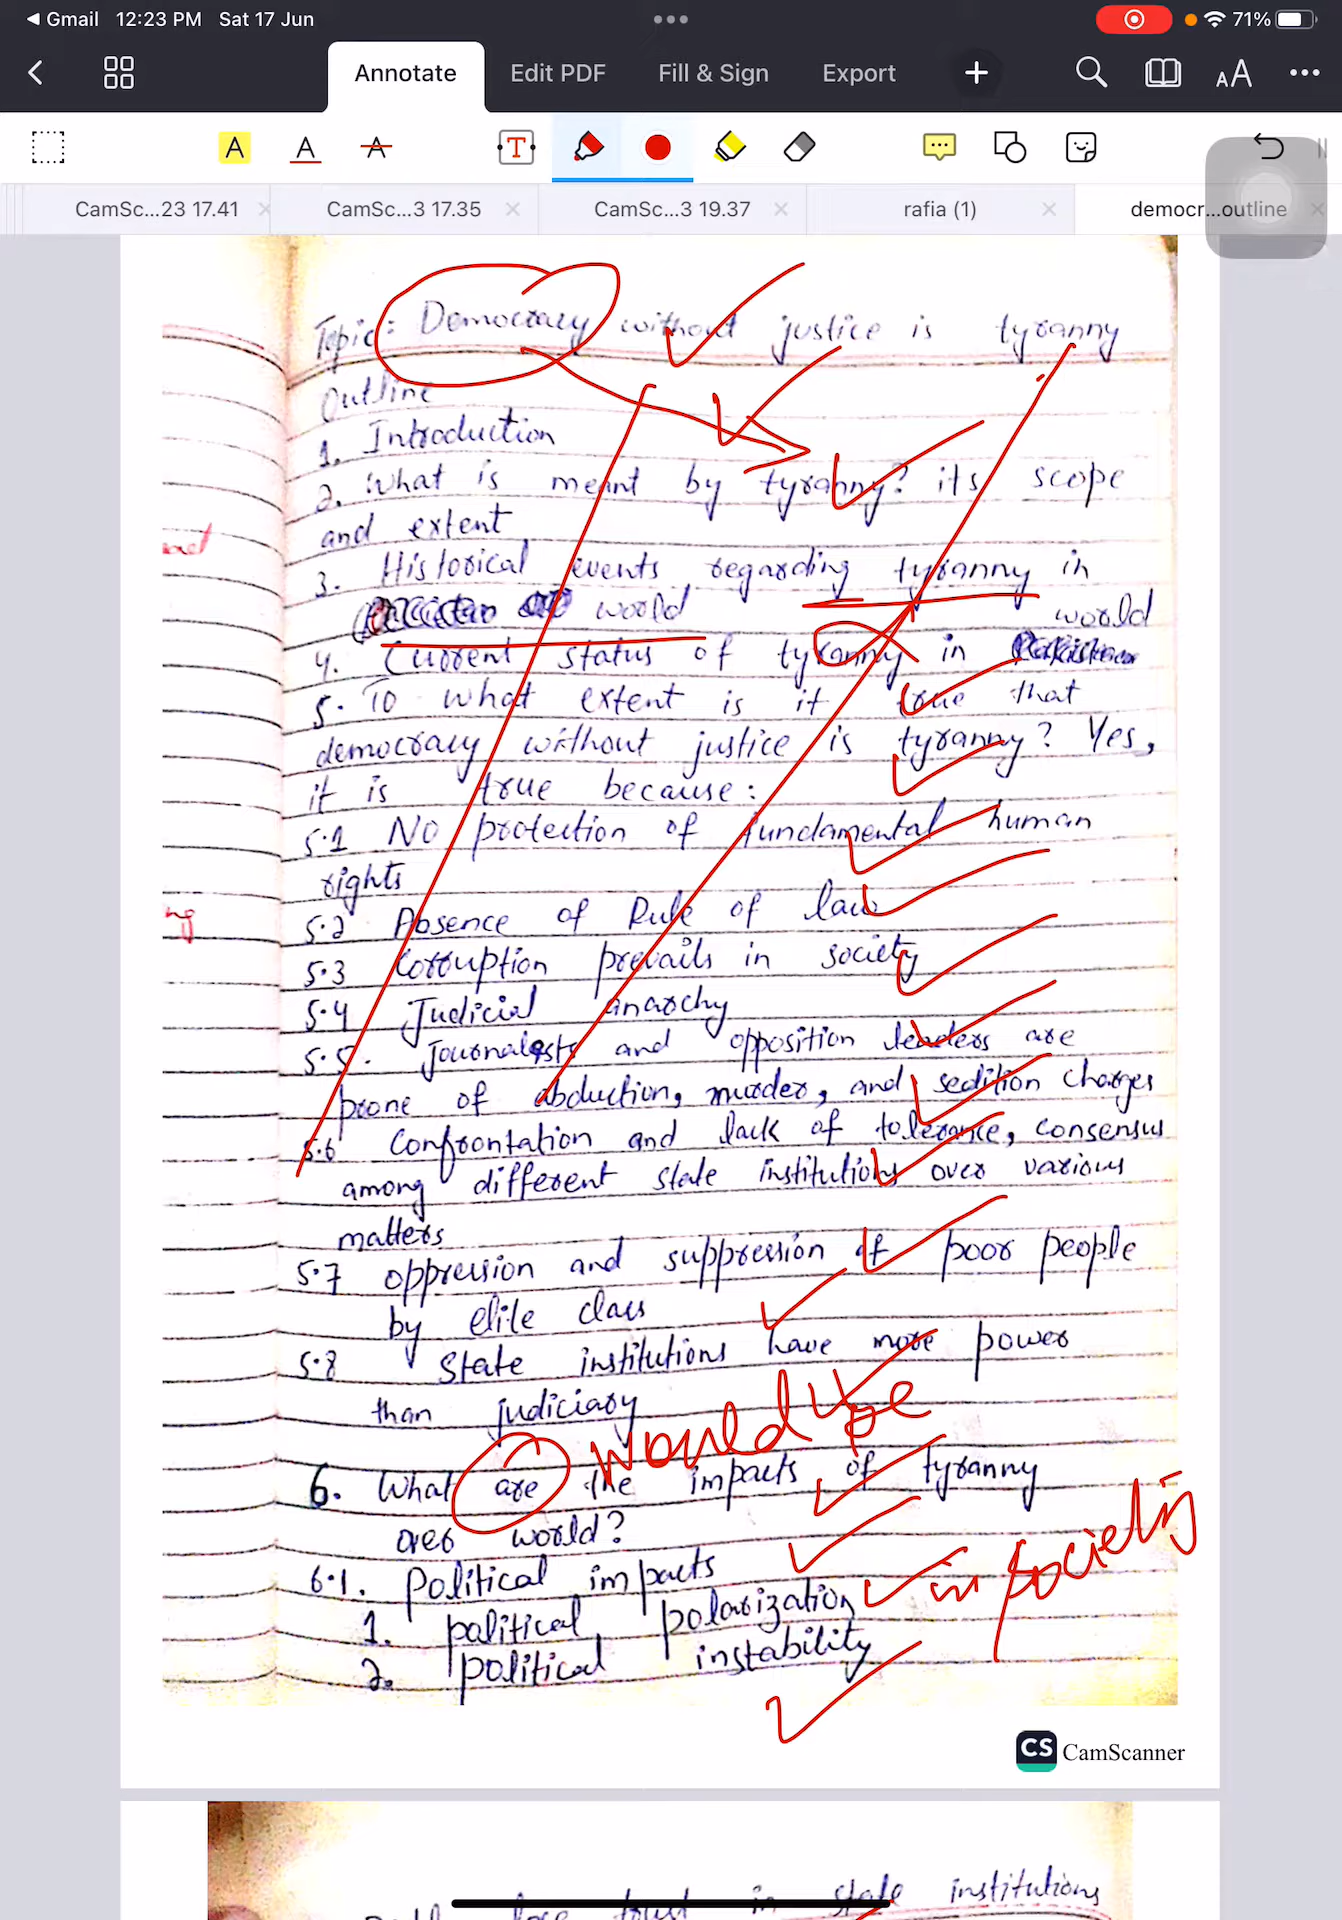 Gmail 12:23 PM Sat 17 Jun 71%
Annotate Edit PDF Fill & Sign Export
CamSc...23 17.41 CamSc...3 17.35 CamSc...3 19.37 rafia (1) democr...outline
Topic: Democracy without justice is tyranny
Outline
1. Introduction
2. What is meant by tyranny? its scope
and extent
3. Historical events regarding tyranny in
world
world
4. Current status of tyranny in
5. To what extent is it true that
democracy without justice is tyranny? Yes,
it is true because:
5.1 No protection of fundamental human
rights
5.2 Absence of Rule of law
5.3 Corruption prevails in society
5.4 Judicial anarchy
5.5. Journalists and opposition leaders are
prone of abduction, murder, and sedition charges
5.6 Confrontation and lack of tolerance, consensus
among different state institutions over various
matters
5.7 oppression and suppression of poor people
by elite class
5.8 State institutions have more power
than judiciary
would be
6. What are the impacts of tyranny
over world?
6.1. Political impacts
1. political polarization in society
2. political instability
CS CamScanner
lose trust in state institutions